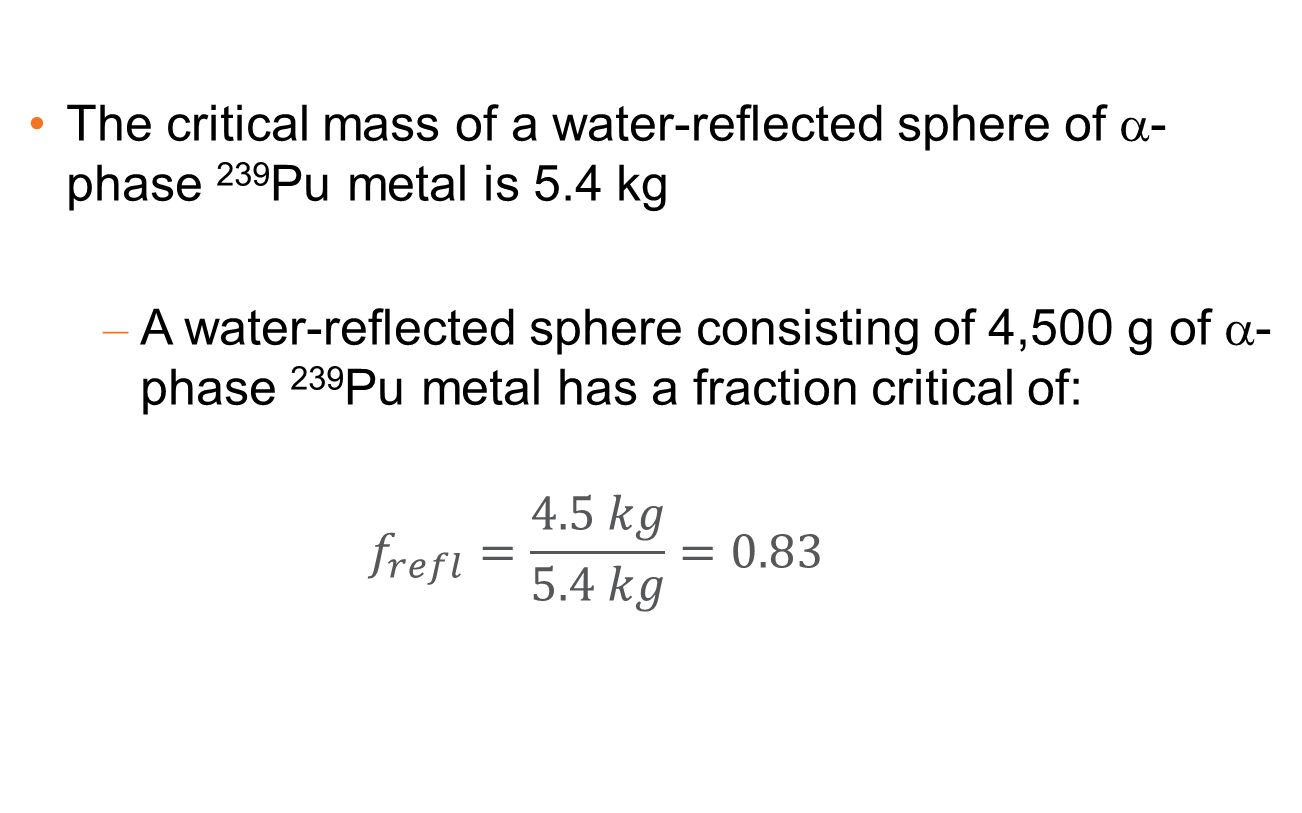 • The critical mass of a water-reflected sphere of α-
phase ²³⁹Pu metal is 5.4 kg
– A water-reflected sphere consisting of 4,500 g of α-
phase ²³⁹Pu metal has a fraction critical of:
f_refl = 4.5 kg / 5.4 kg = 0.83